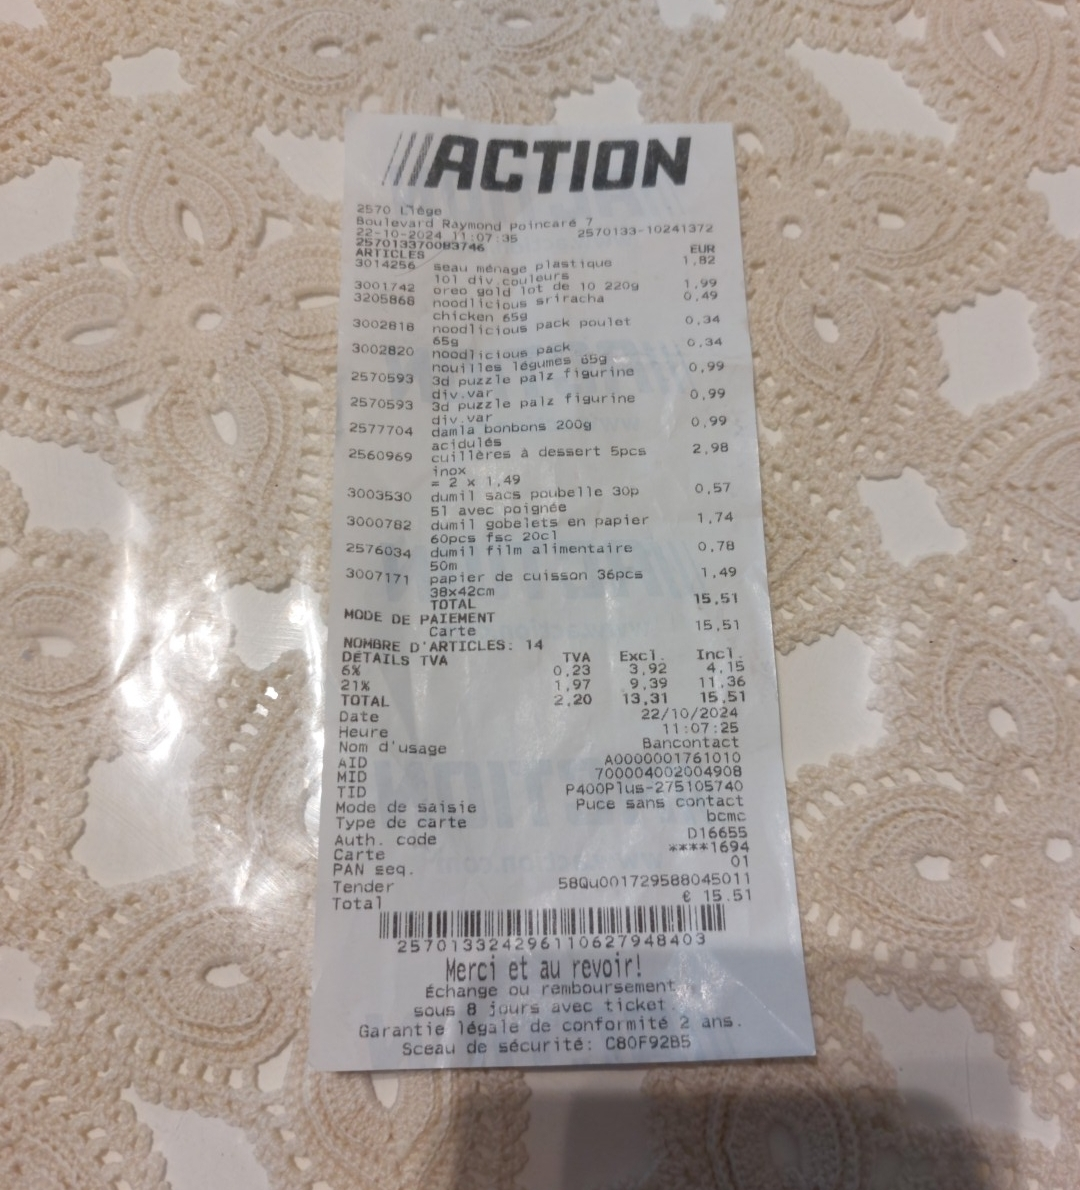 ///ACTION
2570 Liége
Boulevard Raymond poincaré 7
22-10-2024 11:07:35 2570133-10241372
257013370083746
ARTICLES EUR
3014256 seau ménage plastique 1,82
10l div.couleurs
3001742 oreo gold lot de 10 220g 1,99
3205868 noodlicious sriracha 0,49
chicken 65g
3002818 noodlicious pack poulet 0,34
65g
3002820 noodlicious pack 0,34
nouilles légumes 65g
2570593 3d puzzle palz figurine 0,99
div.var
2570593 3d puzzle palz figurine 0,99
div.var
2577704 damla bonbons 200g 0,99
acidulés
2560969 cuillères à dessert 5pcs 2,98
inox
= 2 x 1,49
3003530 dumil sacs poubelle 30p 0,57
5l avec poignée
3000782 dumil gobelets en papier 1,74
60pcs fsc 20cl
2576034 dumil film alimentaire 0,78
50m
3007171 papier de cuisson 36pcs 1,49
38x42cm
TOTAL 15,51
MODE DE PAIEMENT
Carte 15,51
NOMBRE D'ARTICLES: 14
DÉTAILS TVA TVA Excl. Incl.
6% 0,23 3,92 4,15
21% 1,97 9,39 11,36
TOTAL 2,20 13,31 15,51
Date 22/10/2024
Heure 11:07:25
Nom d'usage Bancontact
AID A0000001761010
MID 700004002004908
TID P400Plus-275105740
Mode de saisie Puce sans contact
Type de carte bcmc
Auth. code D16655
Carte ****1694
PAN seq. 01
Tender 58Qu001729588045011
Total € 15.51
257013324296110627948403
Merci et au revoir!
Échange ou remboursement
sous 8 jours avec ticket.
Garantie légale de conformité 2 ans.
Sceau de sécurité: C80F92B5